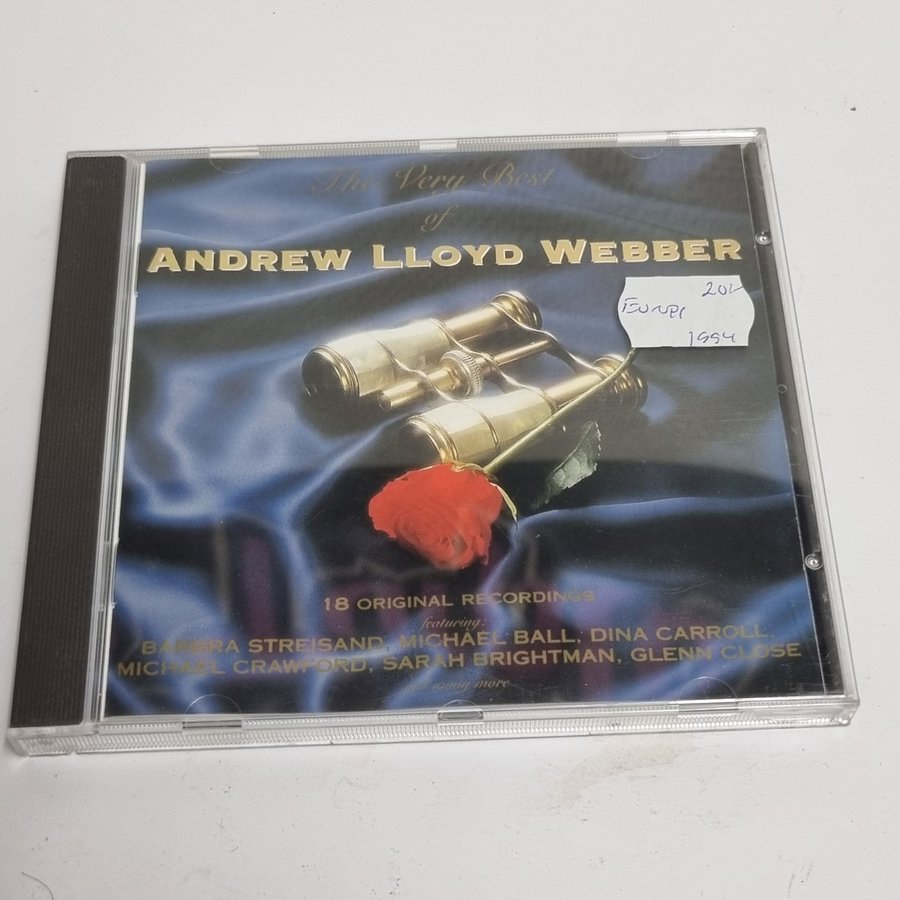 The Very Best
of
ANDREW LLOYD WEBBER
Europe
1994
18 ORIGINAL RECORDINGS
featuring:
BARBRA STREISAND, MICHAEL BALL, DINA CARROLL,
MICHAEL CRAWFORD, SARAH BRIGHTMAN, GLENN CLOSE
and many more